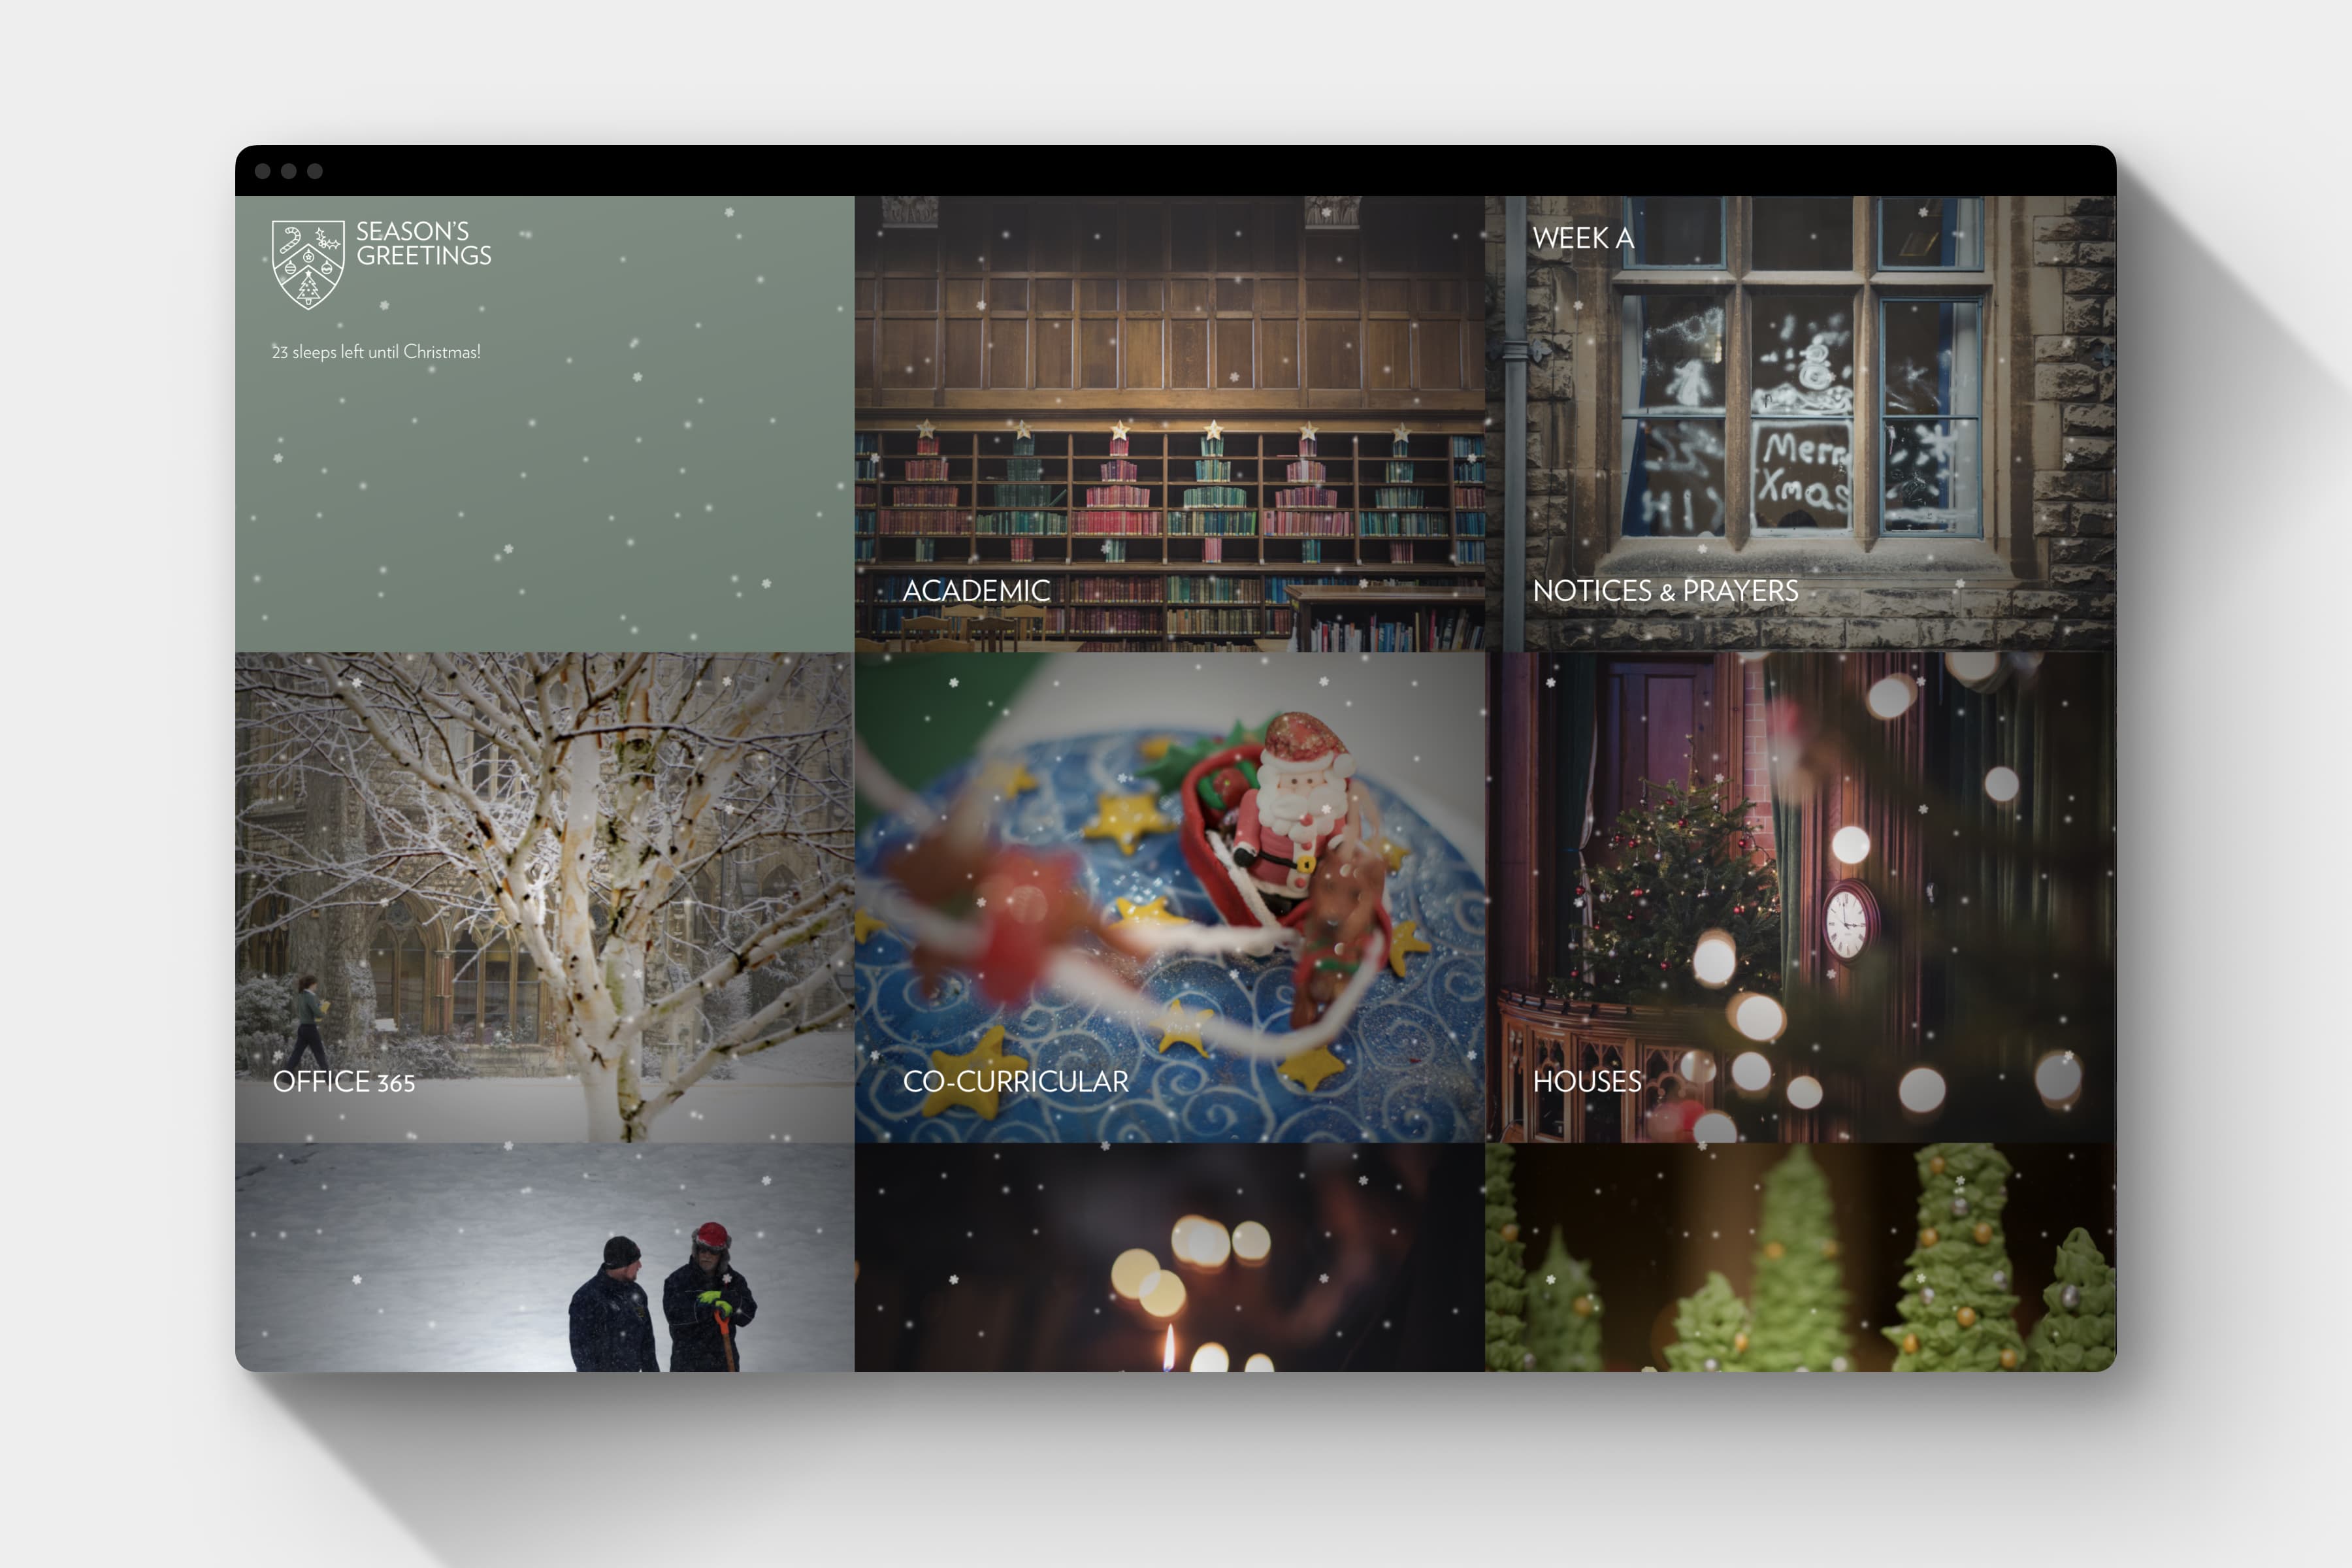 SEASON'S
GREETINGS
23 sleeps left until Christmas!
ACADEMIC
WEEK A
Merry
Xmas
HI
NOTICES & PRAYERS
OFFICE 365
CO-CURRICULAR
HOUSES